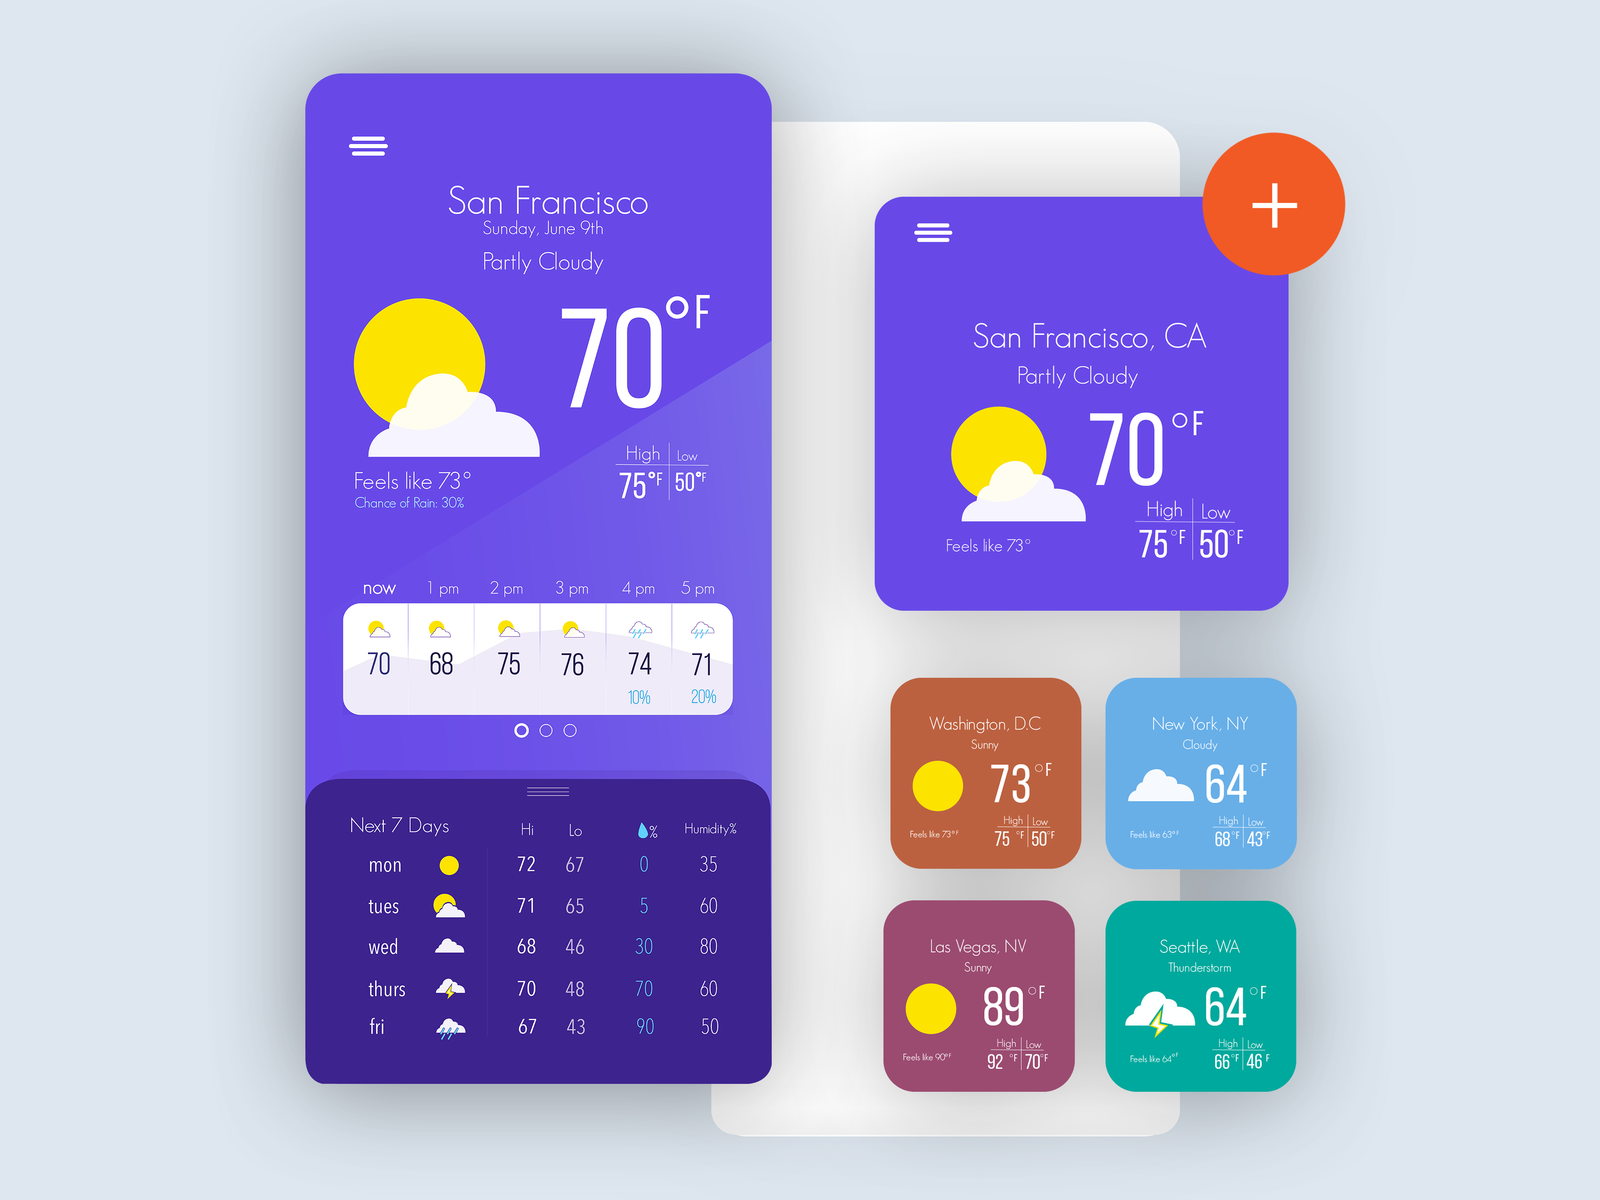 San Francisco
Sunday, June 9th
Partly Cloudy
70°F
High Low
75°F 50°F
Feels like 73°
Chance of Rain: 30%
now 1 pm 2 pm 3 pm 4 pm 5 pm
70 68 75 76 74 71
10% 20%
Next 7 Days Hi Lo % Humidity%
mon 72 67 0 35
tues 71 65 5 60
wed 68 46 30 80
thurs 70 48 70 60
fri 67 43 90 50
San Francisco, CA
Partly Cloudy
70°F
High Low
75°F 50°F
Feels like 73°
Washington, D.C
Sunny
73°F
High Low
Feels like 73°F 75°F 50°F
New York, NY
Cloudy
64°F
High Low
Feels like 63°F 68°F 43°F
Las Vegas, NV
Sunny
89°F
High Low
Feels like 90°F 92°F 70°F
Seattle, WA
Thunderstorm
64°F
High Low
Feels like 64°F 66°F 46 F